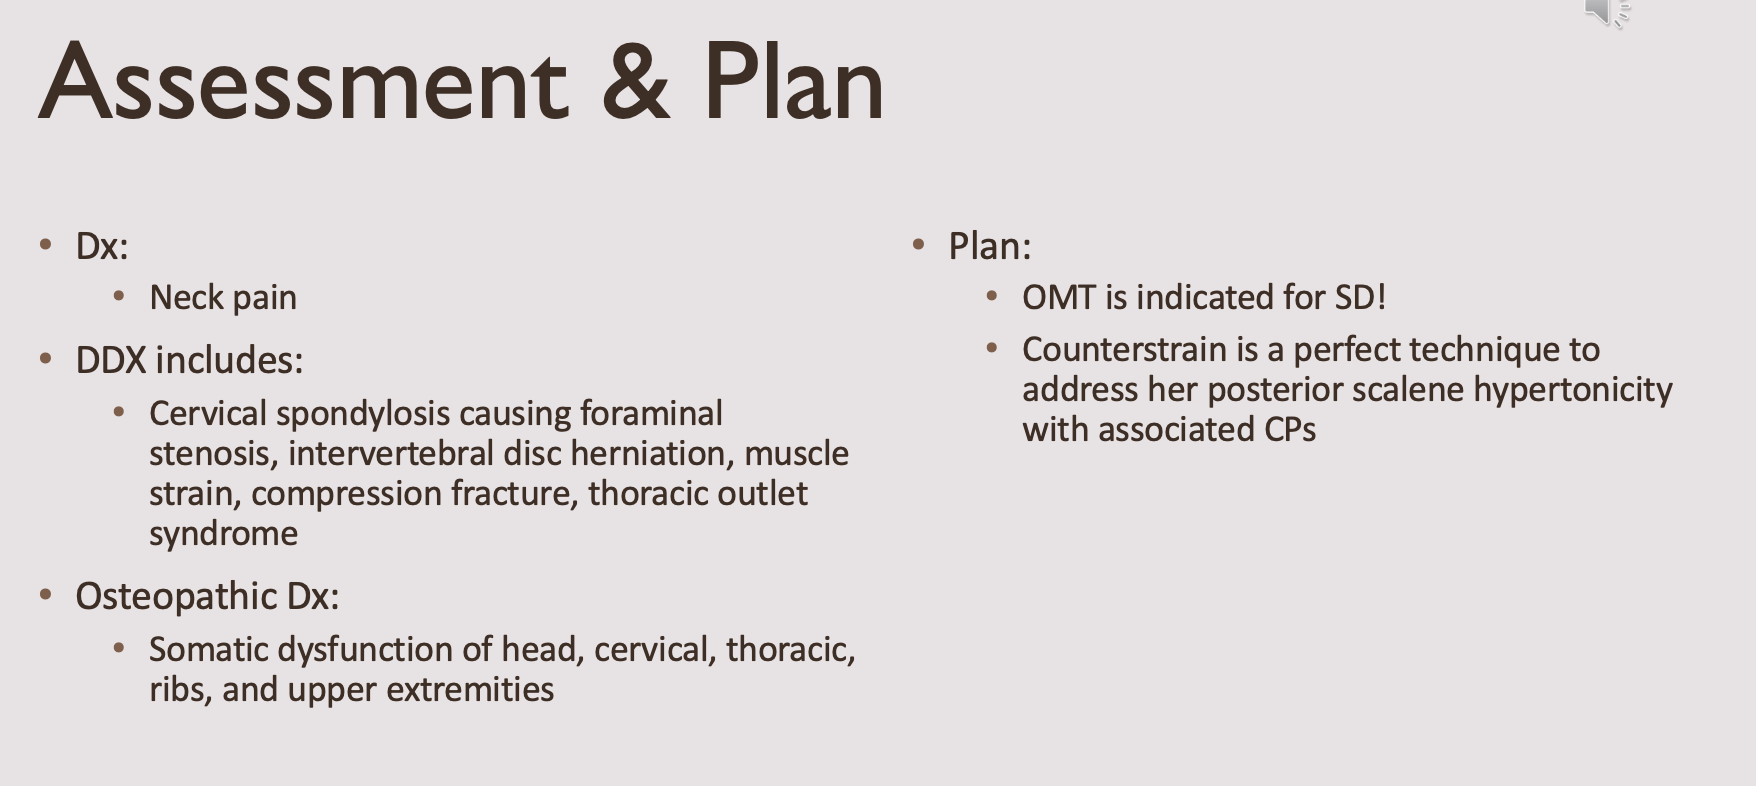 Assessment & Plan
• Dx:
• Neck pain
• DDX includes:
• Cervical spondylosis causing foraminal
stenosis, intervertebral disc herniation, muscle
strain, compression fracture, thoracic outlet
syndrome
• Osteopathic Dx:
• Somatic dysfunction of head, cervical, thoracic,
ribs, and upper extremities
• Plan:
• OMT is indicated for SD!
• Counterstrain is a perfect technique to
address her posterior scalene hypertonicity
with associated CPs